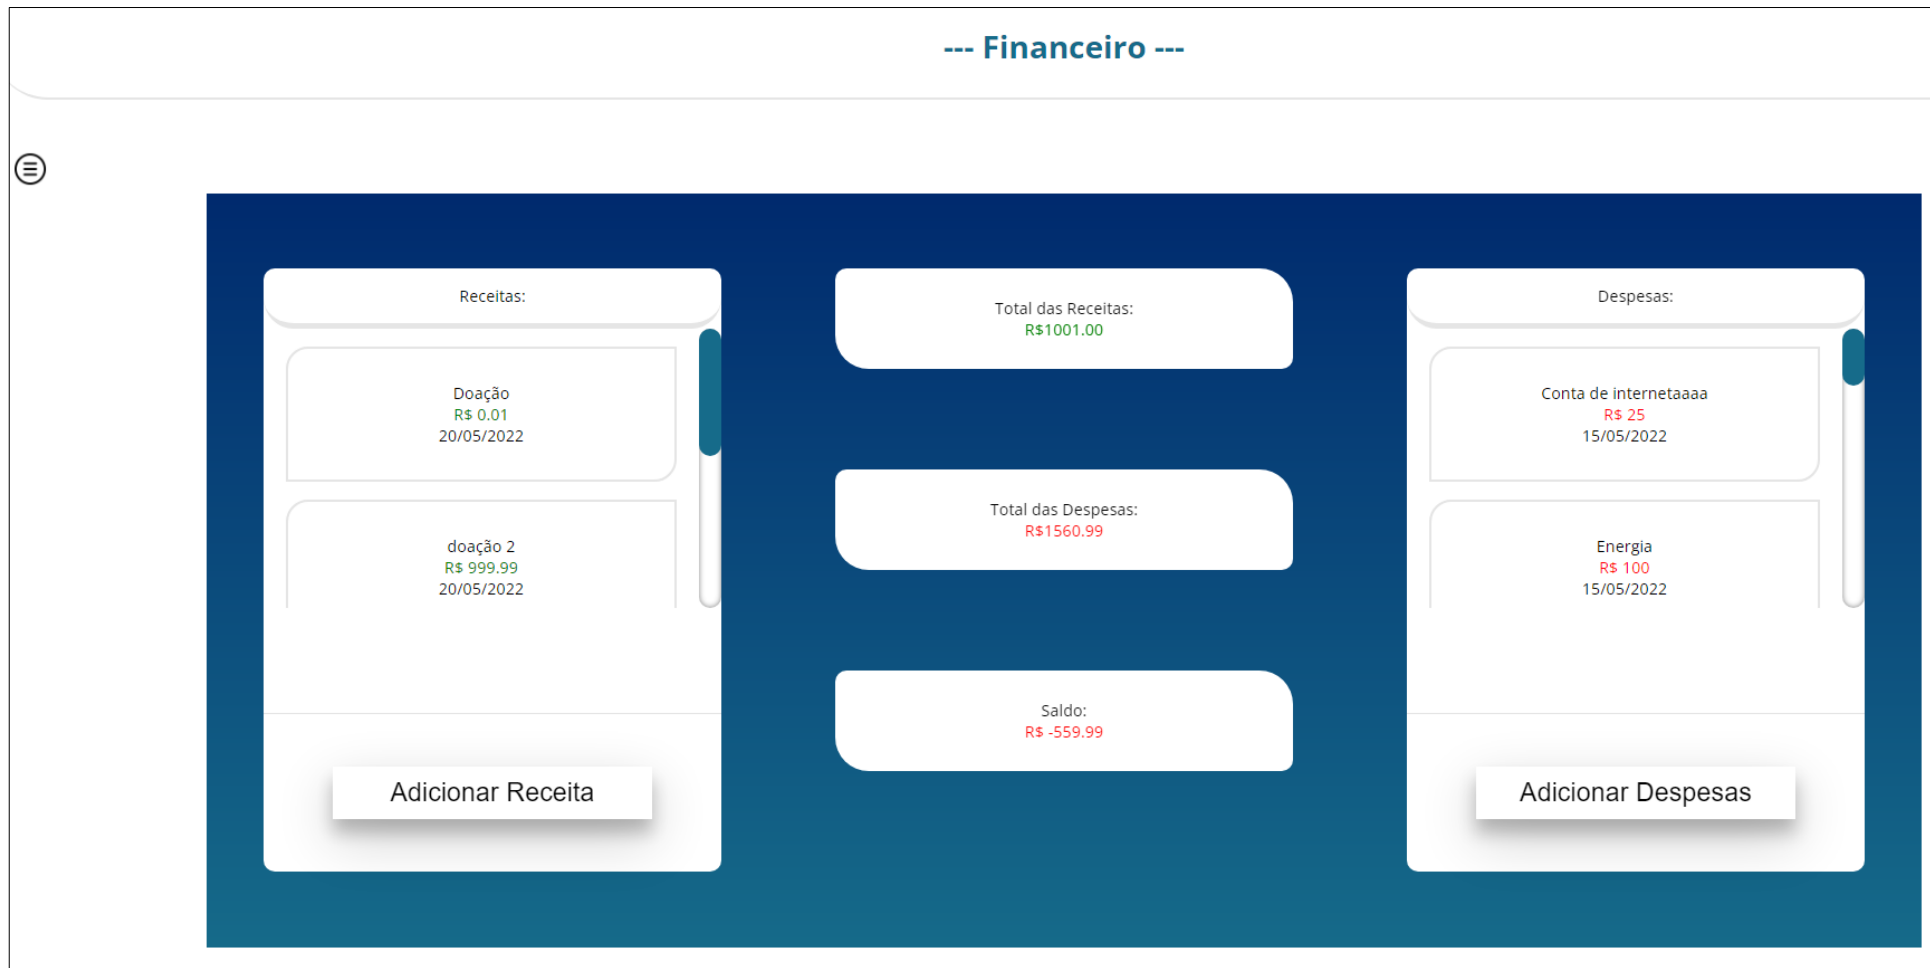 --- Financeiro ---
Receitas:
Doação
R$ 0.01
20/05/2022
doação 2
R$ 999.99
20/05/2022
Adicionar Receita
Total das Receitas:
R$1001.00
Total das Despesas:
R$1560.99
Saldo:
R$ -559.99
Despesas:
Conta de internetaaaa
R$ 25
15/05/2022
Energia
R$ 100
15/05/2022
Adicionar Despesas